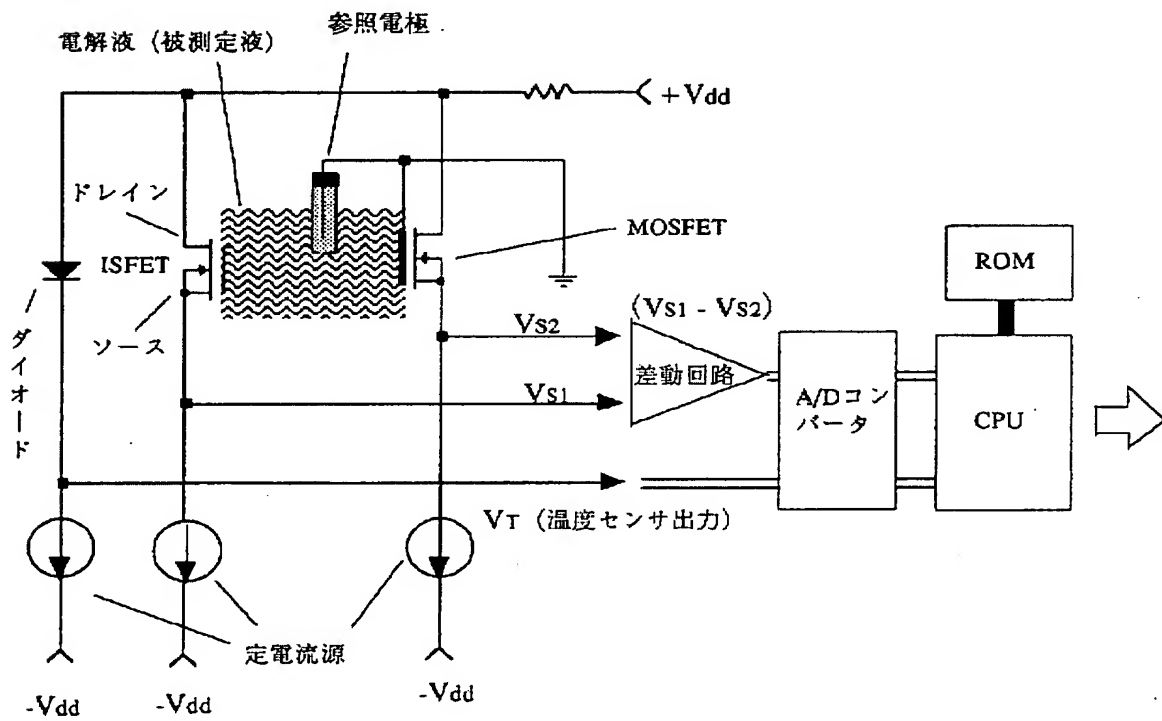 参照電極
電解液 (被測定液)
+Vdd
ドレイン
MOSFET
ISFET
ROM
ソース
ダイオード
VS2
(VS1 - VS2)
差動回路
VS1
A/Dコン
バータ
CPU
VT (温度センサ出力)
定電流源
-Vdd
-Vdd
-Vdd